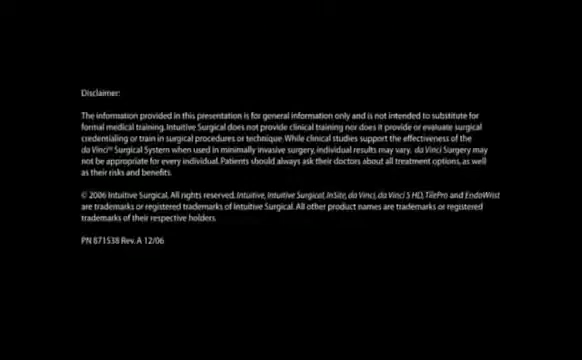 Disclaimer:
The information provided in this presentation is for general information only and is not intended to substitute for
formal medical training. Intuitive Surgical does not provide clinical training nor does it provide or evaluate surgical
credentialing or train in surgical procedures or technique. While clinical studies support the effectiveness of the
da Vinci® Surgical System when used in minimally invasive surgery, individual results may vary. da Vinci Surgery may
not be appropriate for every individual. Patients should always ask their doctors about all treatment options, as well
as their risks and benefits.
© 2006 Intuitive Surgical. All rights reserved. Intuitive, Intuitive Surgical, InSite, da Vinci, da Vinci S HD, TilePro and EndoWrist
are trademarks or registered trademarks of Intuitive Surgical. All other product names are trademarks or registered
trademarks of their respective holders.
PN 871538 Rev. A 12/06